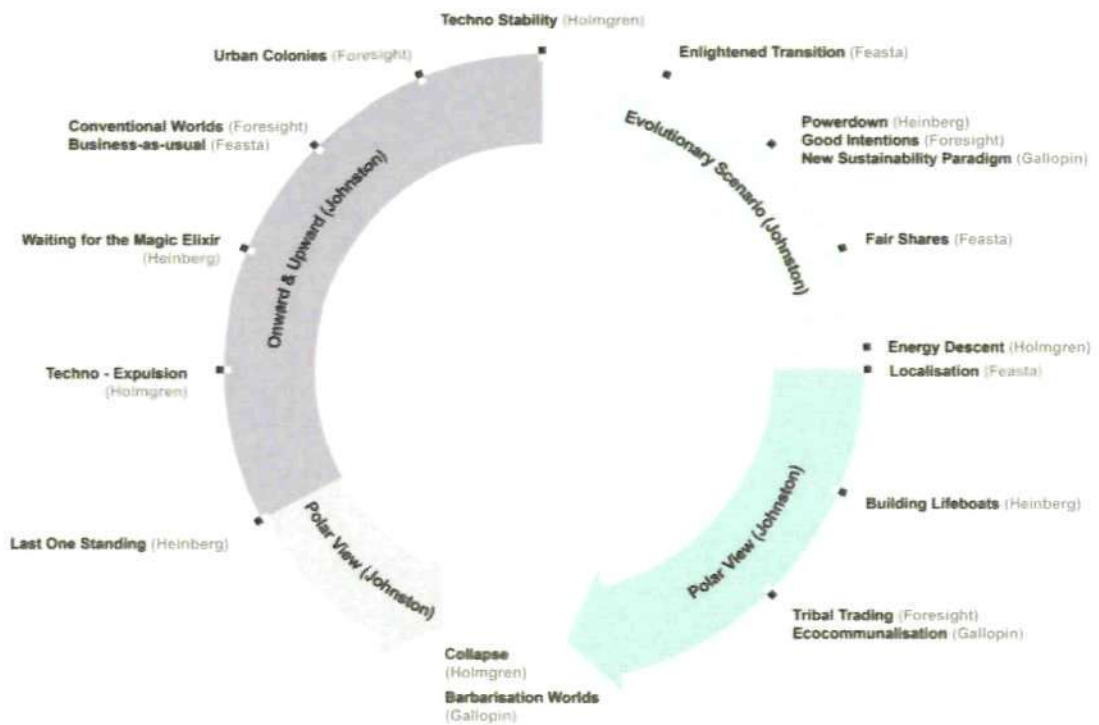 Techno Stability (Holmgren)
Urban Colonies (Foresight)
Enlightened Transition (Feasta)
Conventional Worlds (Foresight)
Business-as-usual (Feasta)
Powerdown (Heinberg)
Good Intentions (Foresight)
New Sustainability Paradigm (Gallopin)
Evolutionary Scenario (Johnston)
Onward & Upward (Johnston)
Waiting for the Magic Elixir
(Heinberg)
Fair Shares (Feasta)
Energy Descent (Holmgren)
Localisation (Feasta)
Techno - Expulsion
(Holmgren)
Building Lifeboats (Heinberg)
Polar View (Johnston)
Last One Standing (Heinberg)
Polar View (Johnston)
Tribal Trading (Foresight)
Ecocommunalisation (Gallopin)
Collapse
(Holmgren)
Barbarisation Worlds
(Gallopin)